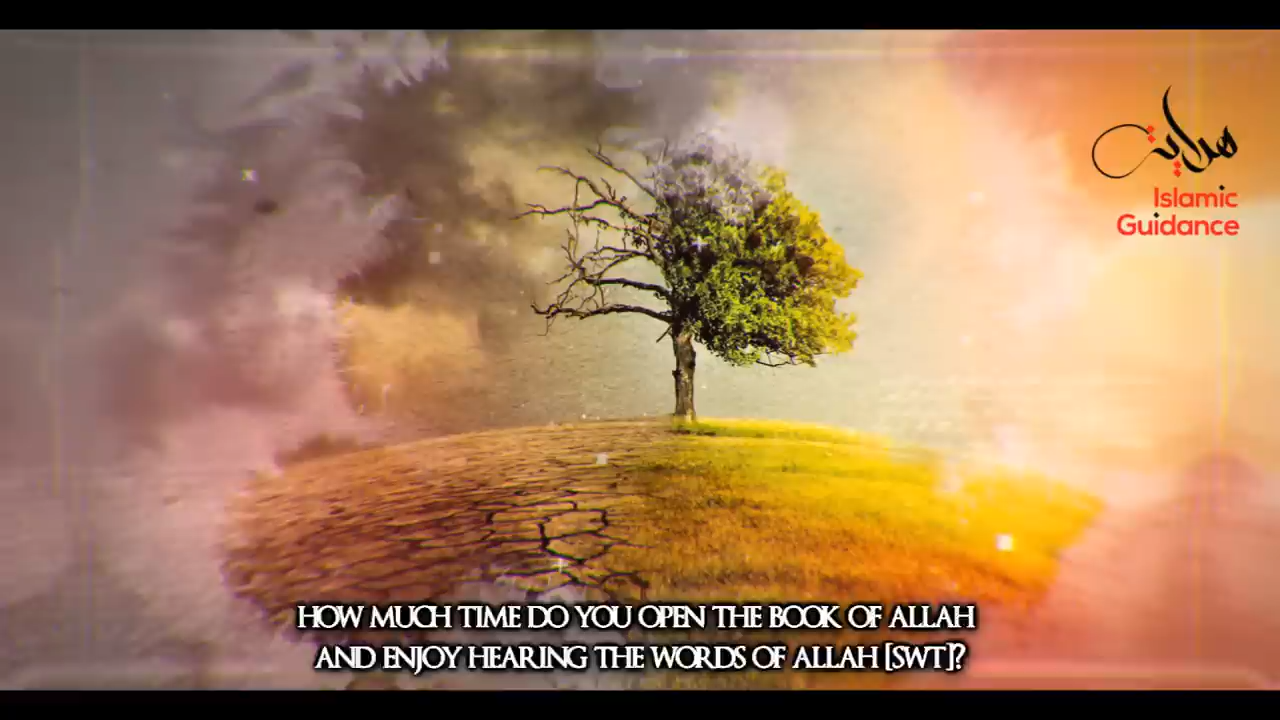 هداية
Islamic
Guidance
HOW MUCH TIME DO YOU OPEN THE BOOK OF ALLAH
AND ENJOY HEARING THE WORDS OF ALLAH [SWT]?